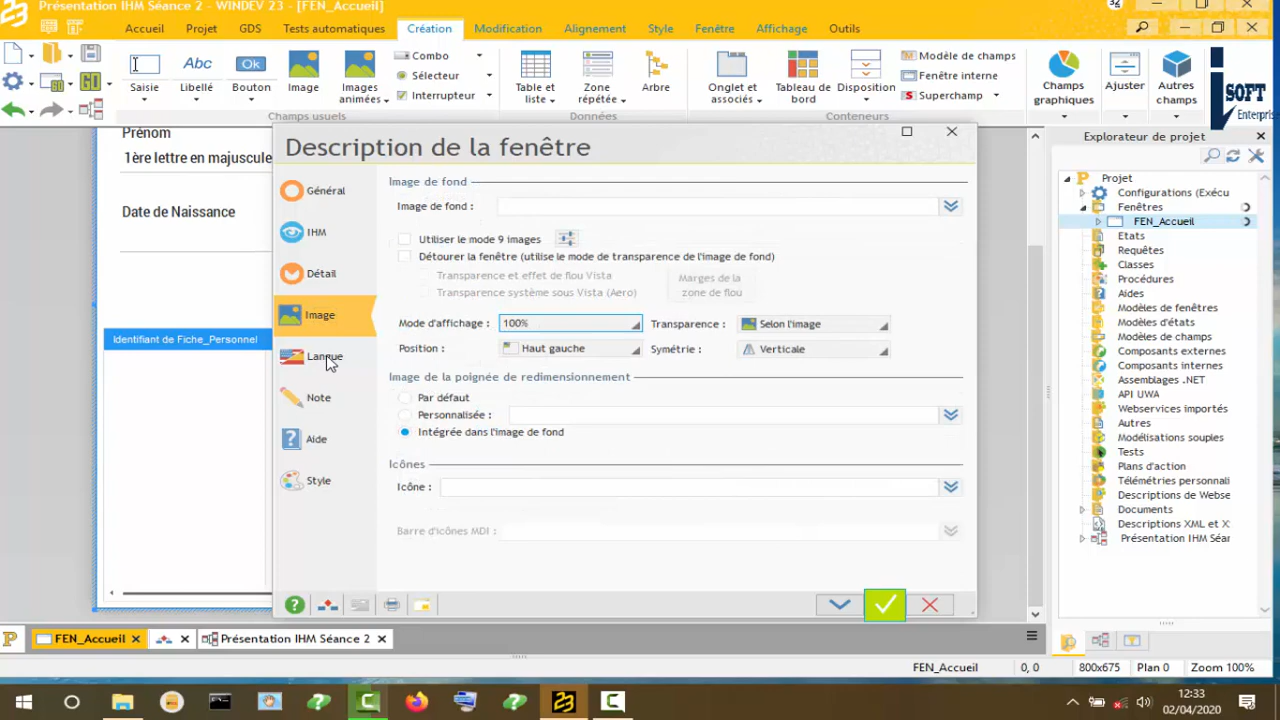 Présentation IHM Séance 2 - WINDEV 23 - [FEN_Accueil]
32
Accueil Projet GDS Tests automatiques Création Modification Alignement Style Fenêtre Affichage Outils
Saisie
Abc
Libellé
Ok
Bouton
Image
Images
animées
Combo
Sélecteur
Interrupteur
Table et
liste
Zone
répétée
Arbre
Onglet et
associés
Tableau de
bord
Disposition
Modèle de champs
Fenêtre interne
Superchamp
Champs
graphiques
Ajuster
Autres
champs
SOFT
Enterprise
Champs usuels
Données
Conteneurs
Prénom
1ère lettre en majuscule
Date de Naissance
Identifiant de Fiche_Personnel
Description de la fenêtre
Général
IHM
Détail
Image
Langue
Note
Aide
Style
Image de fond
Image de fond :
Utiliser le mode 9 images
Détourer la fenêtre (utilise le mode de transparence de l'image de fond)
Transparence et effet de flou Vista
Transparence système sous Vista (Aero)
Marges de la
zone de flou
Mode d'affichage : 100% Transparence : Selon l'image
Position : Haut gauche Symétrie : Verticale
Image de la poignée de redimensionnement
Par défaut
Personnalisée :
Intégrée dans l'image de fond
Icônes
Icône :
Barre d'icônes MDI :
Explorateur de projet
Projet
Configurations (Exécu
Fenêtres
FEN_Accueil
Etats
Requêtes
Classes
Procédures
Aides
Modèles de fenêtres
Modèles d'états
Modèles de champs
Composants externes
Composants internes
Assemblages .NET
API UWA
Webservices importés
Autres
Modélisations souples
Tests
Plans d'action
Télémétries personnali
Descriptions de Webse
Documents
Descriptions XML et X
Présentation IHM Séar
FEN_Accueil
Présentation IHM Séance 2
FEN_Accueil 0, 0 800x675 Plan 0 Zoom 100%
12:33
02/04/2020